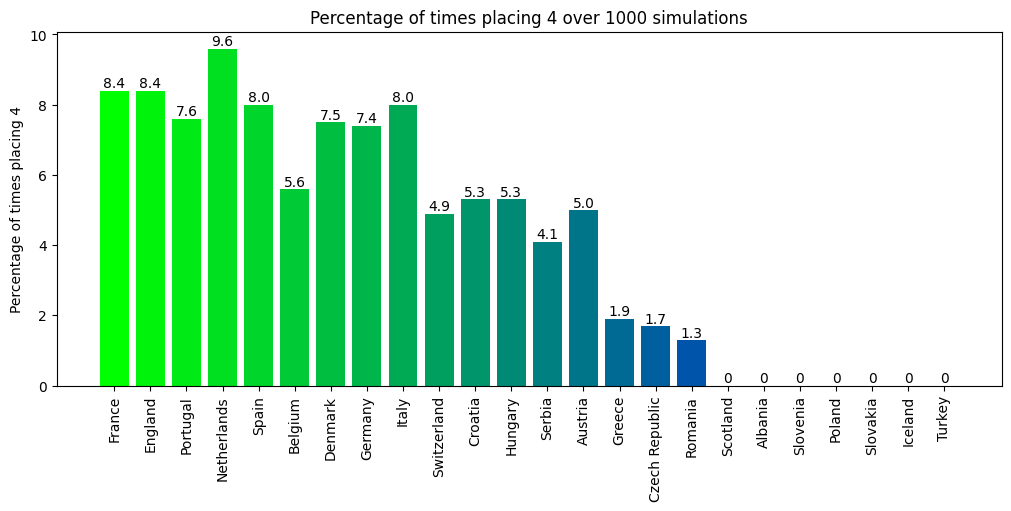 Percentage of times placing 4 over 1000 simulations
Percentage of times placing 4
10
8
6
4
2
0
8.4
8.4
7.6
9.6
8.0
5.6
7.5
7.4
8.0
4.9
5.3
5.3
4.1
5.0
1.9
1.7
1.3
0
0
0
0
0
0
0
France
England
Portugal
Netherlands
Spain
Belgium
Denmark
Germany
Italy
Switzerland
Croatia
Hungary
Serbia
Austria
Greece
Czech Republic
Romania
Scotland
Albania
Slovenia
Poland
Slovakia
Iceland
Turkey